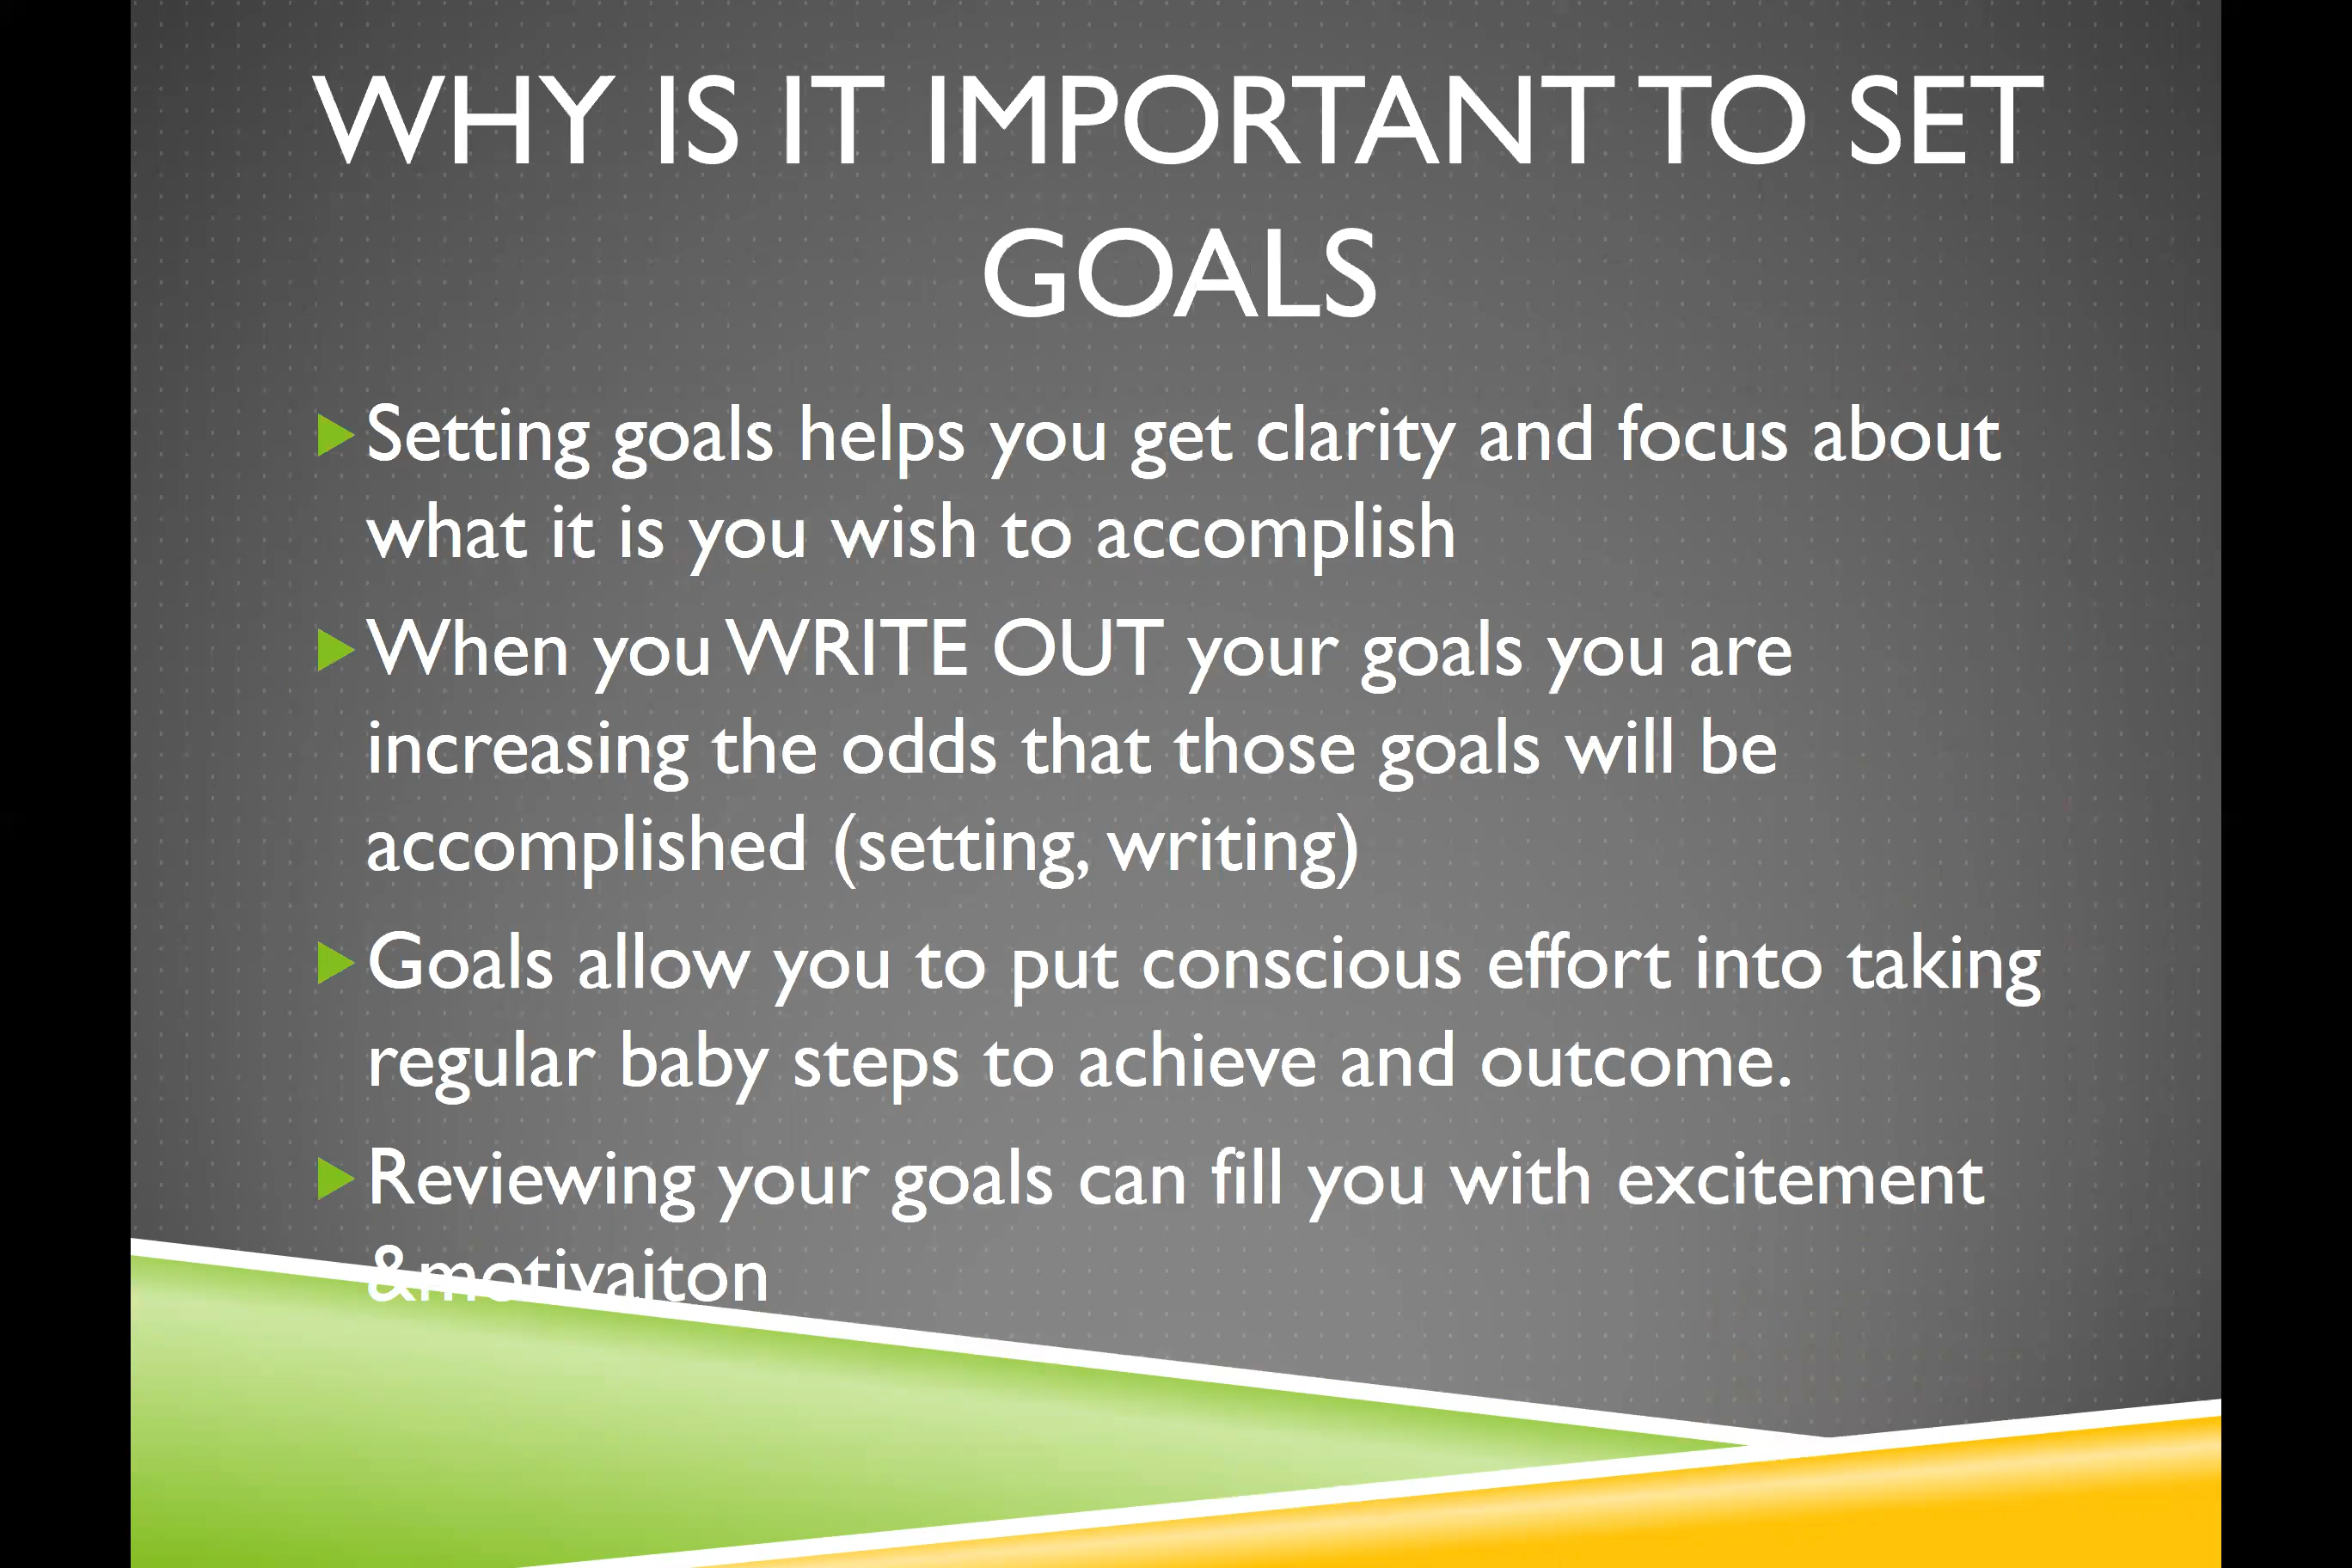 WHY IS IT IMPORTANT TO SET
GOALS
Setting goals helps you get clarity and focus about
what it is you wish to accomplish
When you WRITE OUT your goals you are
increasing the odds that those goals will be
accomplished (setting, writing)
Goals allow you to put conscious effort into taking
regular baby steps to achieve and outcome.
Reviewing your goals can fill you with excitement
&motivaiton